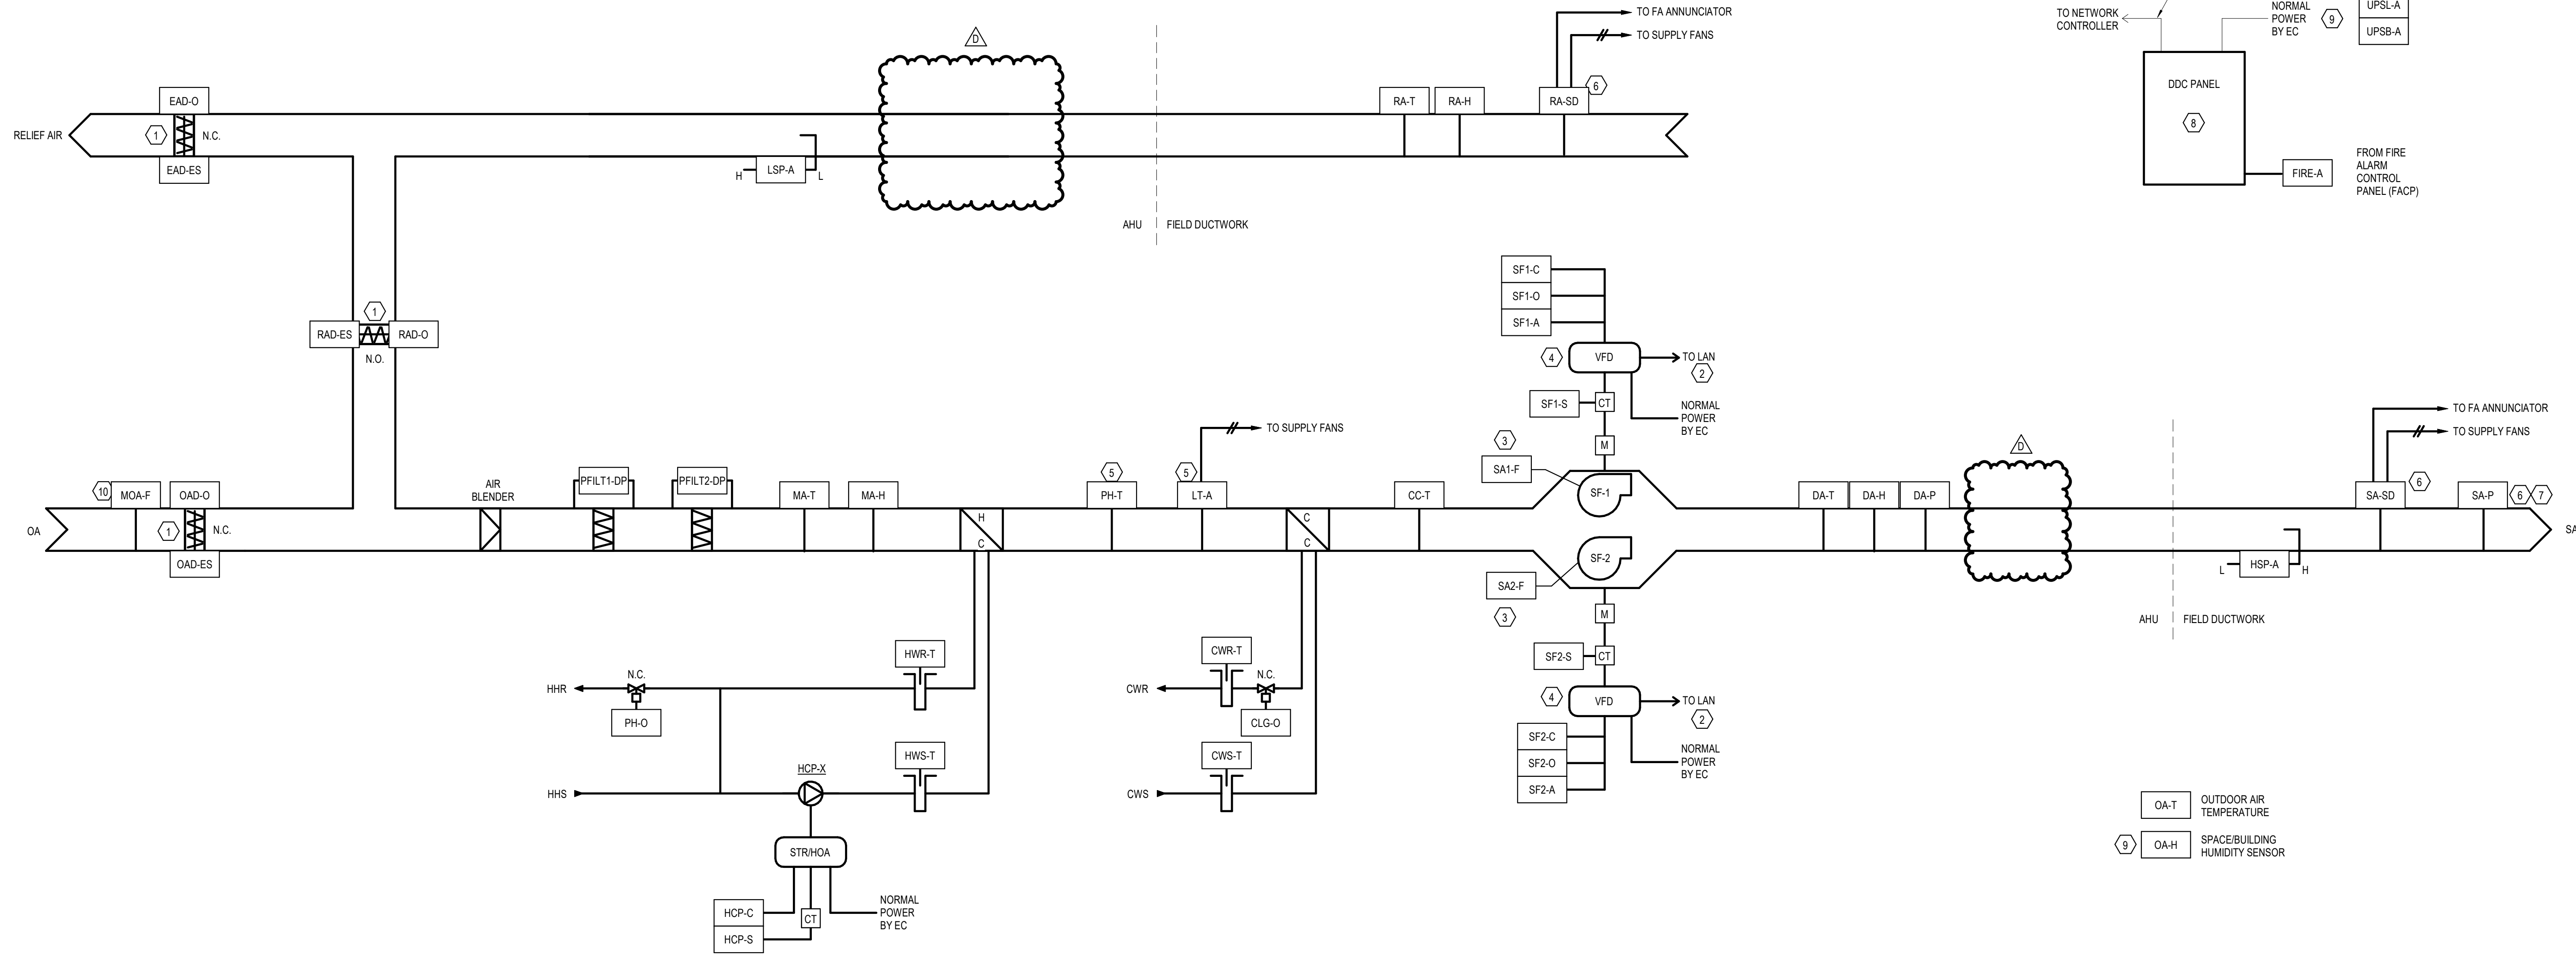 TO FA ANNUNCIATOR
TO SUPPLY FANS
TO NETWORK
CONTROLLER
NORMAL
POWER
BY EC
9
UPSL-A
UPSB-A
D
EAD-O
RELIEF AIR
1
N.C.
EAD-ES
H
LSP-A
L
AHU
FIELD DUCTWORK
RA-T
RA-H
RA-SD
6
DDC PANEL
8
FIRE-A
FROM FIRE
ALARM
CONTROL
PANEL (FACP)
1
RAD-ES
RAD-O
N.O.
SF1-C
SF1-O
SF1-A
4
VFD
TO LAN
2
SF1-S
CT
NORMAL
POWER
BY EC
M
3
SA1-F
SF-1
SF-2
SA2-F
3
M
SF2-S
CT
4
VFD
TO LAN
2
SF2-C
SF2-O
SF2-A
NORMAL
POWER
BY EC
10
MOA-F
OAD-O
OA
1
N.C.
OAD-ES
AIR
BLENDER
PFILT1-DP
PFILT2-DP
MA-T
MA-H
H
C
5
PH-T
5
LT-A
TO SUPPLY FANS
C
C
CC-T
DA-T
DA-H
DA-P
D
TO FA ANNUNCIATOR
TO SUPPLY FANS
SA-SD
6
SA-P
6
7
SA
L
HSP-A
H
AHU
FIELD DUCTWORK
HHR
N.C.
PH-O
HWR-T
HWS-T
HCP-X
HHS
STR/HOA
HCP-C
HCP-S
CT
NORMAL
POWER
BY EC
CWR-T
CWR
N.C.
CLG-O
CWS-T
CWS
OA-T
OUTDOOR AIR
TEMPERATURE
9
OA-H
SPACE/BUILDING
HUMIDITY SENSOR